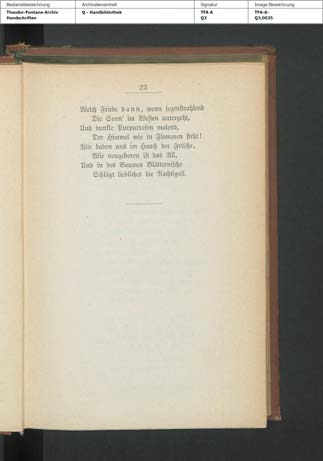 Bestandsbezeichnung Archivalieneinheit Signatur Image Bezeichnung
Theodor-Fontane-Archiv Q - Handbibliothek TFA A TFA-A-
Handschriften Q3 Q3,0035
23
Welch Friede dann, wenn segenstrahlend
Die Sonn' im Westen untergeht,
Und dunkle Purpurrosen malend,
Der Himmel wie in Flammen steht!
Wir baden uns im Hauch der Frische,
Wie neugeboren ist das All,
Und in des Baumes Blätternische
Schlägt lieblicher die Nachtigall.